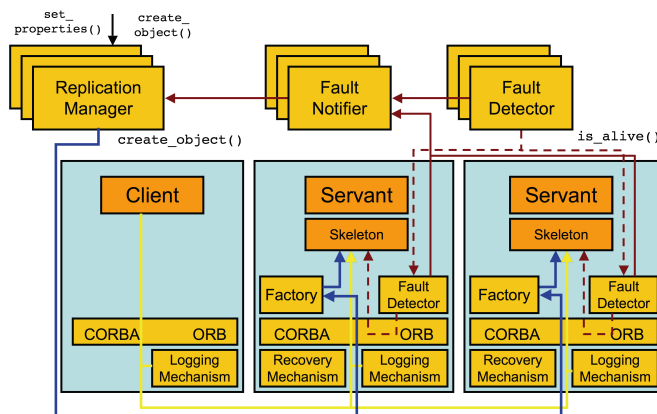 set_
properties()
create_
object()
Replication
Manager
Fault
Notifier
Fault
Detector
create_object()
is_alive()
Client
Servant
Servant
Skeleton
Skeleton
Factory
Fault
Detector
Factory
Fault
Detector
CORBA ORB
CORBA ORB
CORBA ORB
Logging
Mechanism
Recovery
Mechanism
Logging
Mechanism
Recovery
Mechanism
Logging
Mechanism